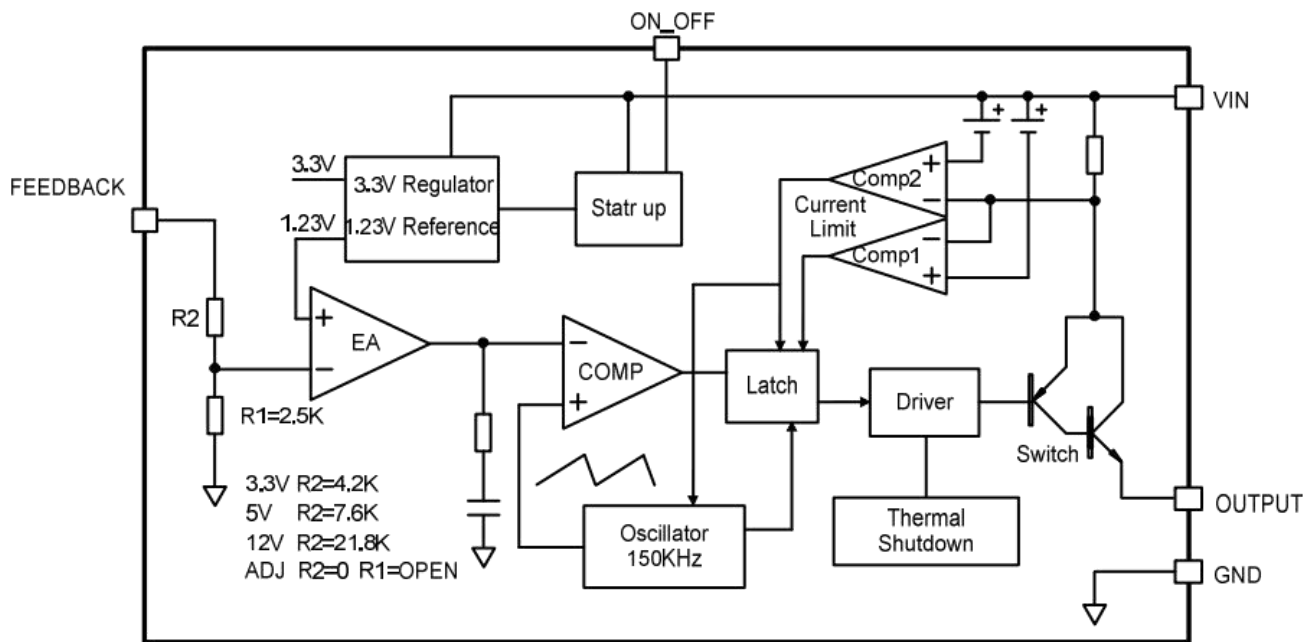 ON_OFF
VIN
FEEDBACK
3.3V
3.3V Regulator
1.23V
1.23V Reference
Statr up
+
+
+
Comp2
−
Current
Limit
−
Comp1
+
R2
+
EA
−
R1=2.5K
−
COMP
+
Latch
Driver
Switch
3.3V R2=4.2K
5V R2=7.6K
12V R2=21.8K
ADJ R2=0 R1=OPEN
Oscillator
150KHz
Thermal
Shutdown
OUTPUT
GND